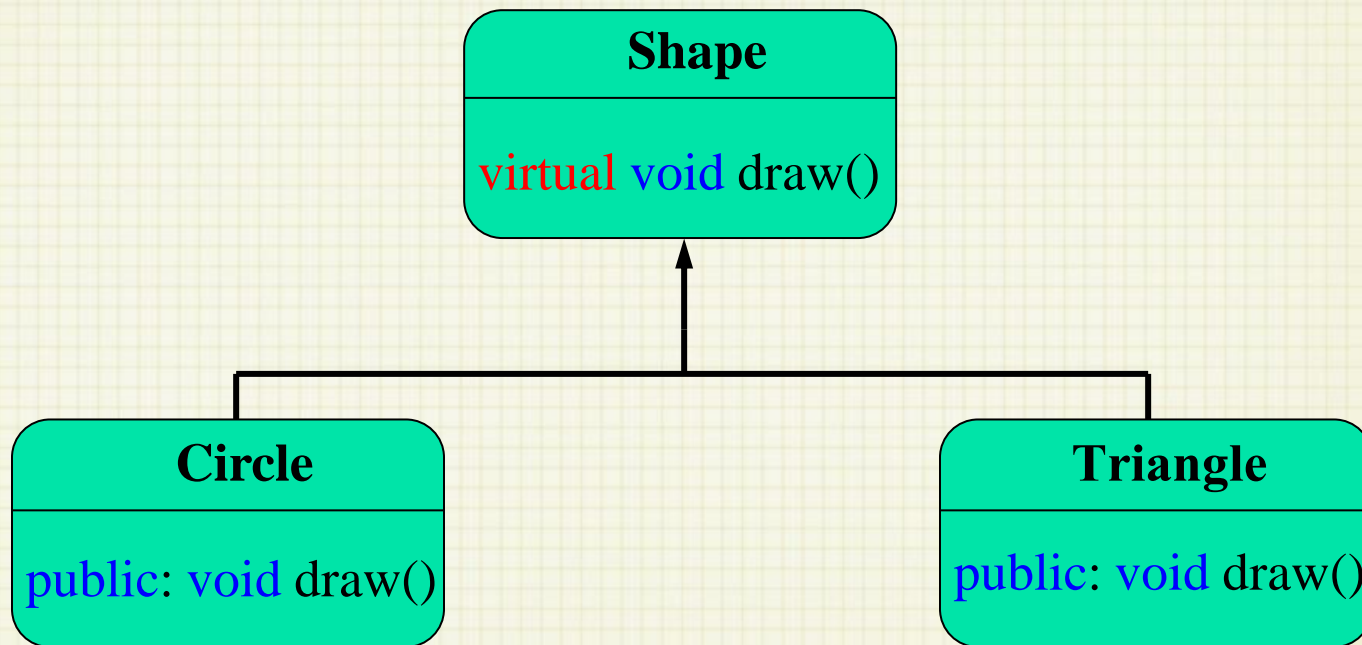 Shape
virtual void draw()
Circle
public: void draw()
Triangle
public: void draw()